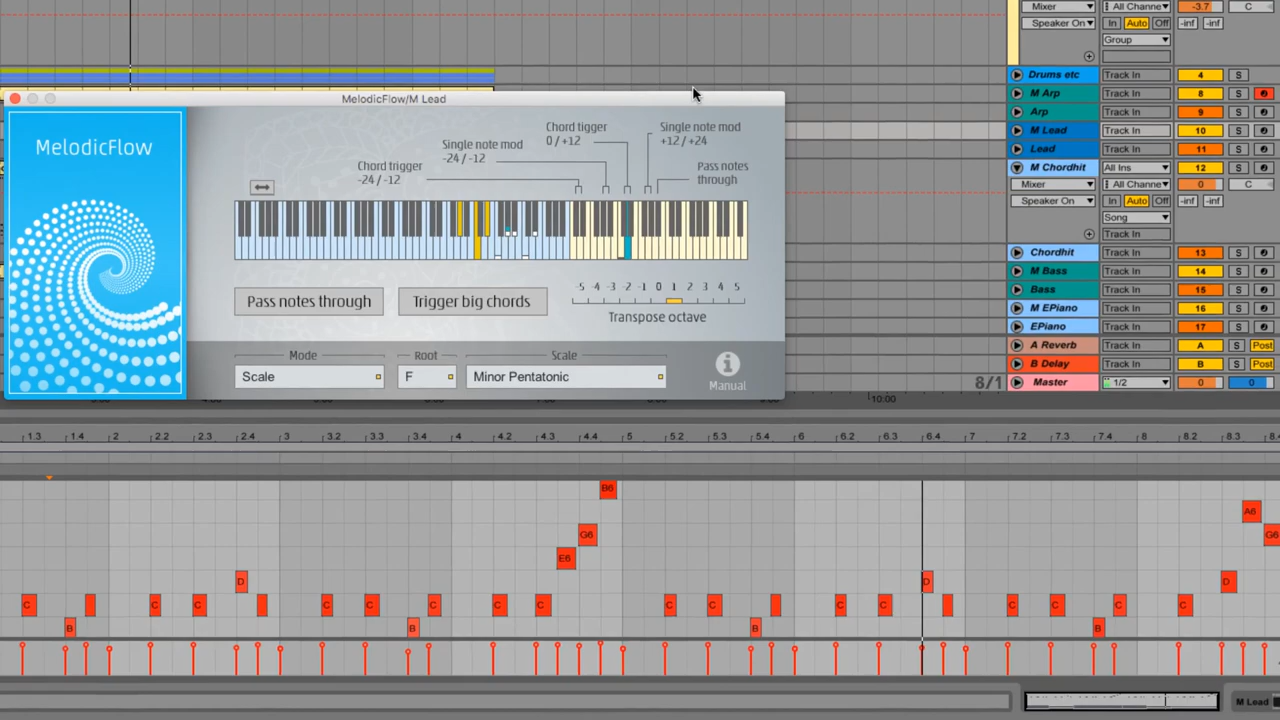 Mixer All Channe -3.7 C
Speaker On In Auto Off -inf -inf
Group
Drums etc Track In 4 S
M Arp Track In 8 S
Arp Track In 9 S
M Lead Track In 10 S
Lead Track In 11 S
M Chordhit All Ins 12 S
Mixer All Channe 0 C
Speaker On In Auto Off -inf -inf
Song
Track In
Chordhit Track In 13 S
M Bass Track In 14 S
Bass Track In 15 S
M EPiano Track In 16 S
EPiano Track In 17 S
A Reverb Track In A S Post
B Delay Track In B S Post
8/1 Master 1/2 0 0
MelodicFlow/M Lead
MelodicFlow
Chord trigger
0 / +12
Single note mod
+12 / +24
Single note mod
-24 / -12
Chord trigger
-24 / -12
Pass notes
through
Pass notes through
Trigger big chords
-5 -4 -3 -2 -1 0 1 2 3 4 5
Transpose octave
Mode Root Scale
Scale F Minor Pentatonic
Manual
10:00
1.3 1.4 2 2.2 2.3 2.4 3 3.2 3.3 3.4 4 4.2 4.3 4.4 5 5.2 5.3 5.4 6 6.2 6.3 6.4 7 7.2 7.3 7.4 8 8.2 8.3
B6
A6
G6 G6
E6
D D D
C C C C C C C C C C C C C C C C C
B B B B
M Lead